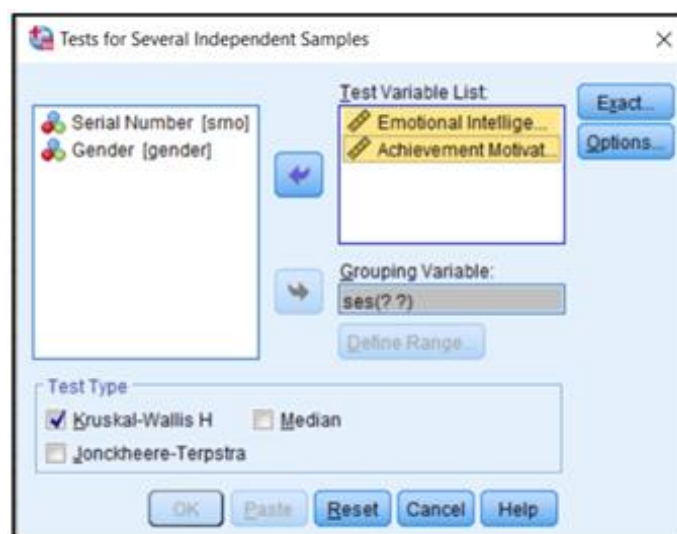 Tests for Several Independent Samples
Serial Number [srno]
Gender [gender]
Test Variable List:
Emotional Intellige...
Achievement Motivat...
Exact...
Options...
Grouping Variable:
ses(? ?)
Define Range...
Test Type
Kruskal-Wallis H
Median
Jonckheere-Terpstra
OK
Paste
Reset
Cancel
Help